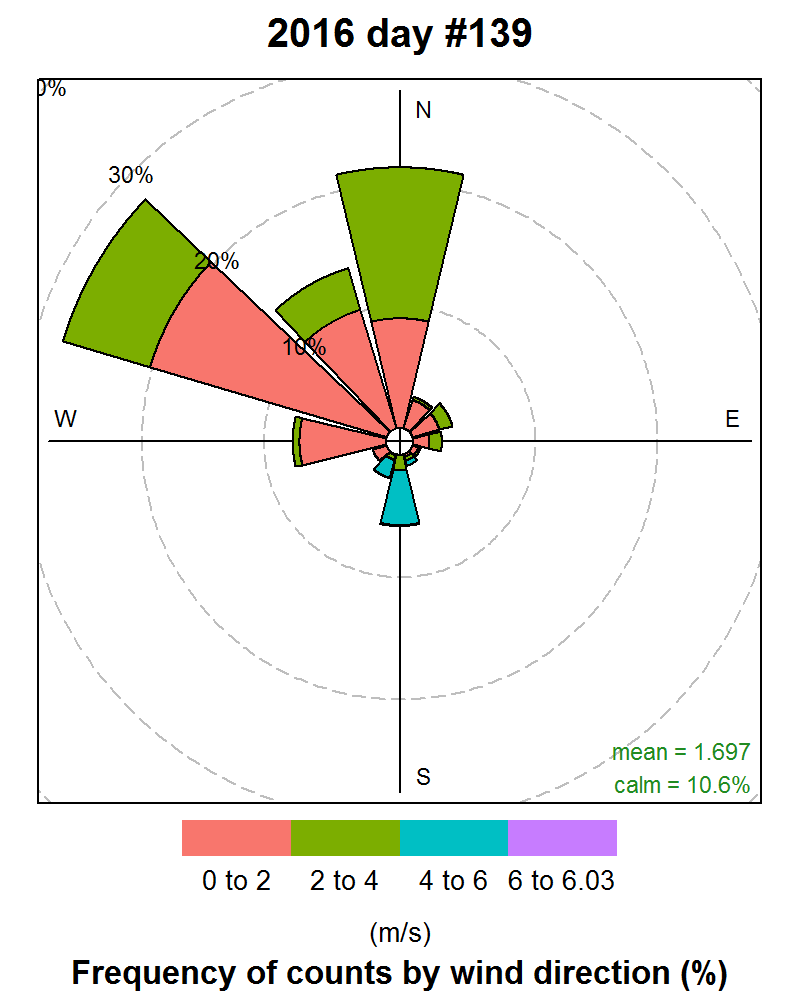 2016 day #139
0%
N
30%
20%
10%
W
E
S
mean = 1.697
calm = 10.6%
0 to 2 2 to 4 4 to 6 6 to 6.03
(m/s)
Frequency of counts by wind direction (%)